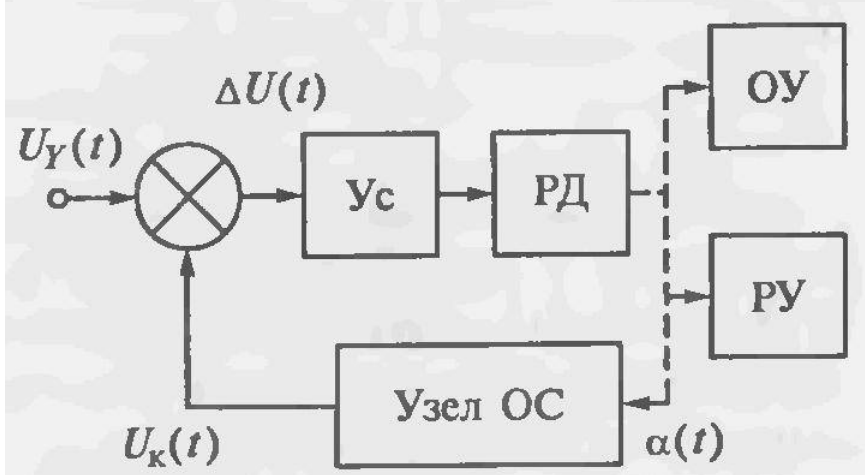 ΔU(t)
U_Y(t)
Ус
РД
ОУ
РУ
Узел ОС
U_к(t)
α(t)